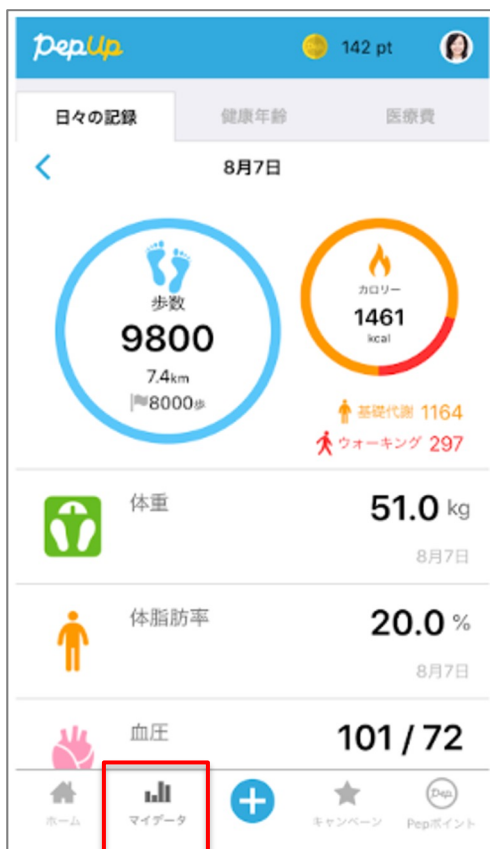 PepUp
142 pt
日々の記録 健康年齢 医療費
8月7日
歩数
9800
7.4km
8000歩
カロリー
1461
kcal
基礎代謝 1164
ウォーキング 297
体重
51.0 kg
8月7日
体脂肪率
20.0 %
8月7日
血圧
101 / 72
ホーム マイデータ キャンペーン Pepポイント
Pep